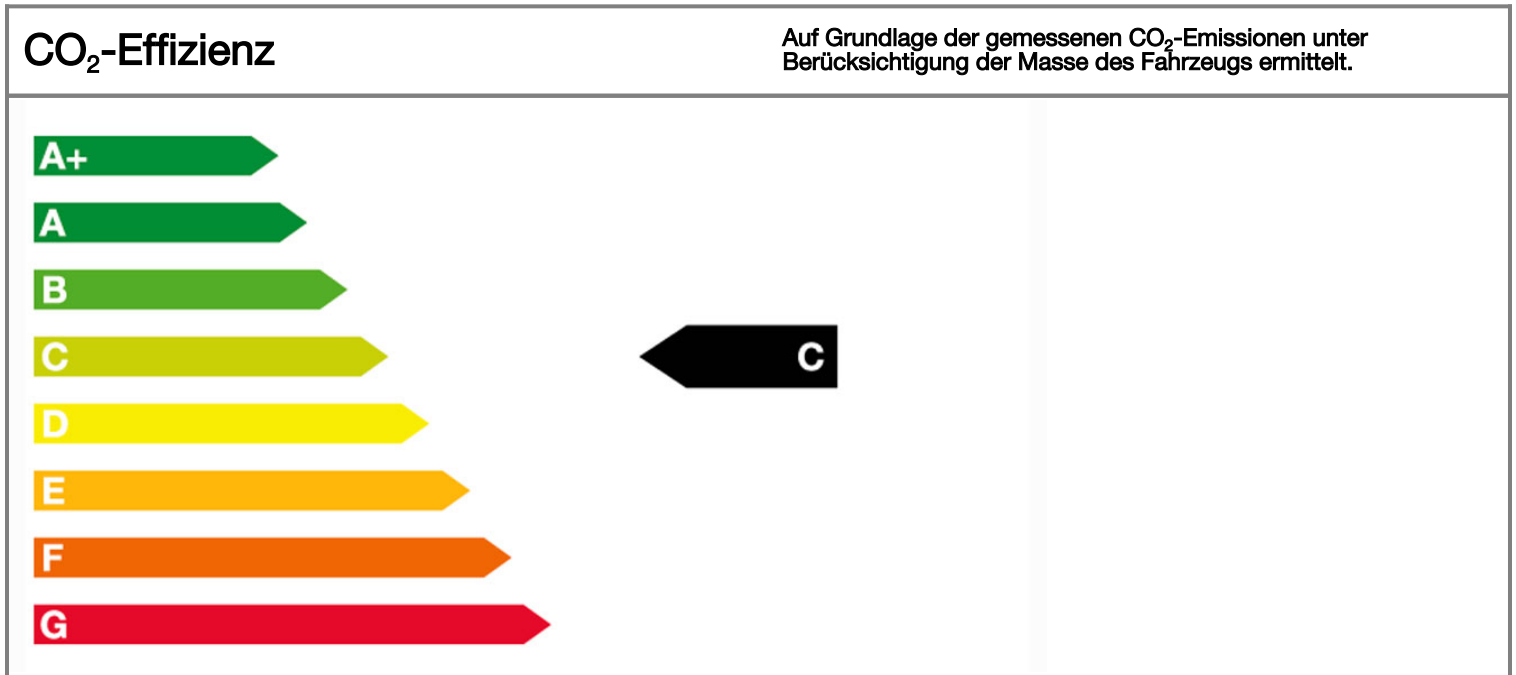 CO₂-Effizienz
Auf Grundlage der gemessenen CO₂-Emissionen unter
Berücksichtigung der Masse des Fahrzeugs ermittelt.
A+
A
B
C
C
D
E
F
G